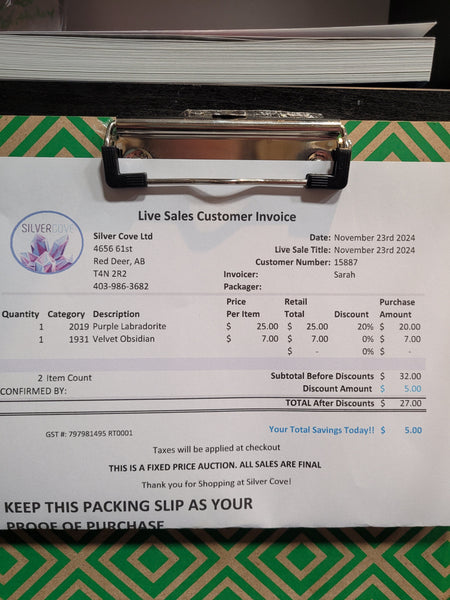 Live Sales Customer Invoice
SILVERCOVE
Silver Cove Ltd
4656 61st
Red Deer, AB
T4N 2R2
403-986-3682
Date: November 23rd 2024
Live Sale Title: November 23rd 2024
Customer Number: 15887
Invoicer: Sarah
Packager:
Quantity Category Description Price Per Item Retail Total Discount Purchase Amount
1 2019 Purple Labradorite $ 25.00 $ 25.00 20% $ 20.00
1 1931 Velvet Obsidian $ 7.00 $ 7.00 0% $ 7.00
$ - 0% $ -
2 Item Count
Subtotal Before Discounts $ 32.00
CONFIRMED BY:
Discount Amount $ 5.00
TOTAL After Discounts $ 27.00
GST #: 797981495 RT0001
Your Total Savings Today!! $ 5.00
Taxes will be applied at checkout
THIS IS A FIXED PRICE AUCTION. ALL SALES ARE FINAL
Thank you for Shopping at Silver Cove!
KEEP THIS PACKING SLIP AS YOUR
PROOF OF PURCHASE